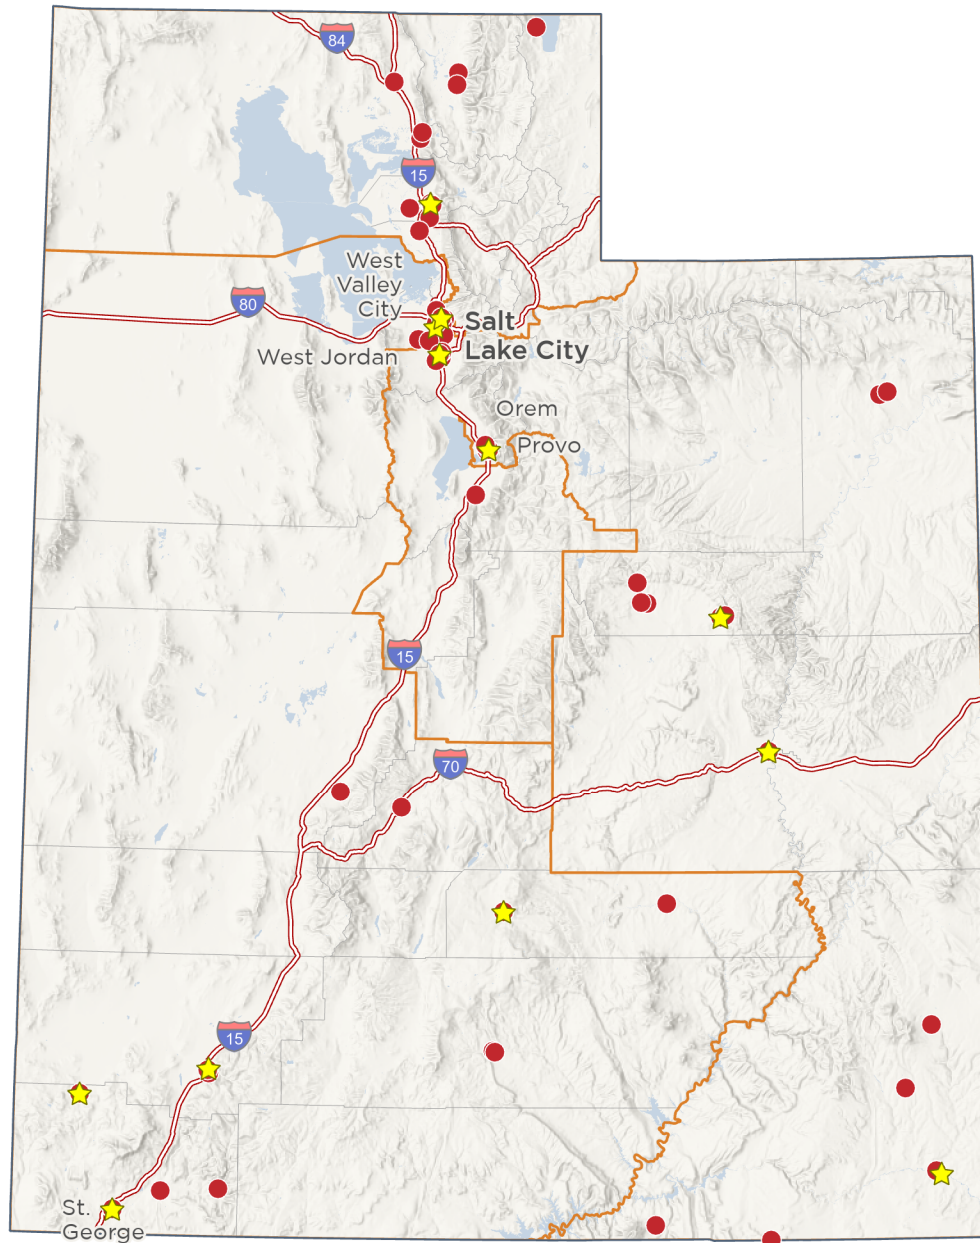 84
15
West
Valley
City
80
Salt
Lake City
West Jordan
Orem
Provo
15
70
15
St.
George